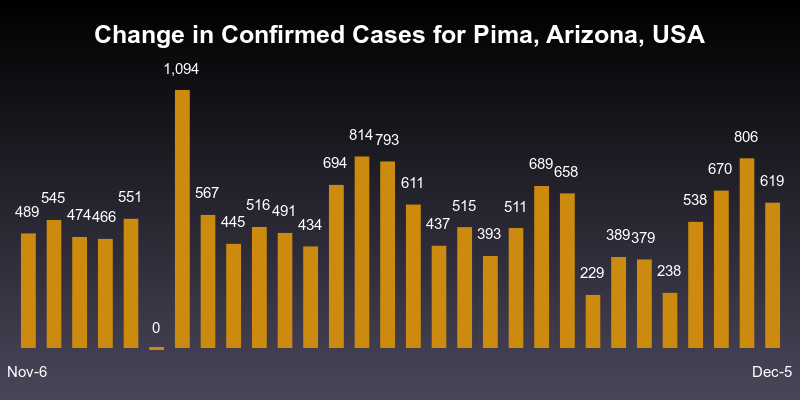 Change in Confirmed Cases for Pima, Arizona, USA
489 545 474 466 551 0 1,094 567 445 516 491 434 694 814 793 611 437 515 393 511 689 658 229 389 379 238 538 670 806 619
Nov-6 Dec-5